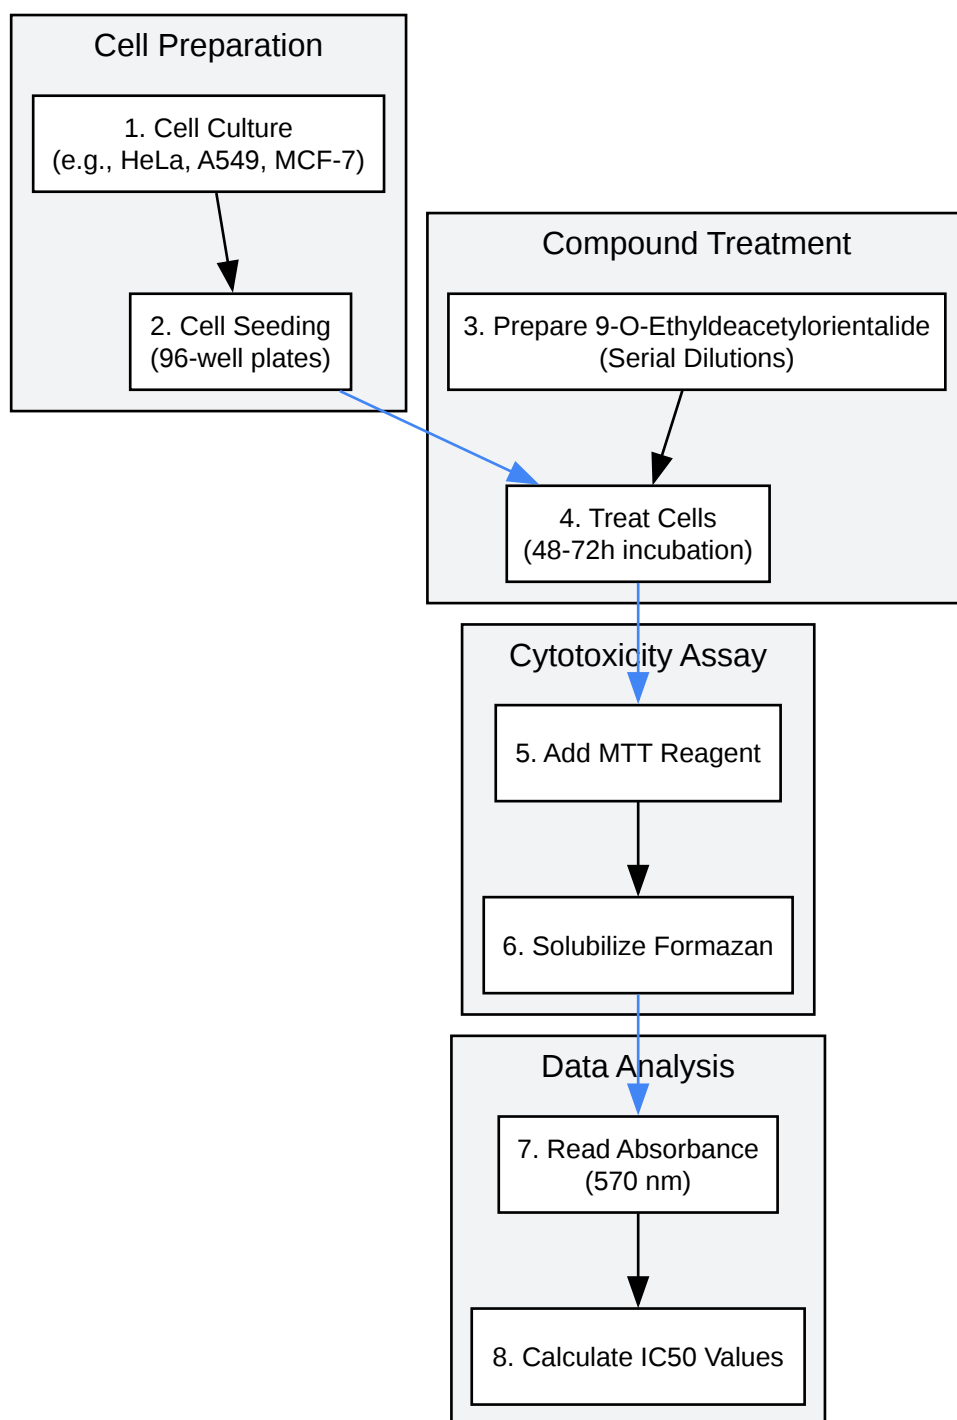 Cell Preparation
1. Cell Culture
(e.g., HeLa, A549, MCF-7)
2. Cell Seeding
(96-well plates)
Compound Treatment
3. Prepare 9-O-Ethyldeacetylorientalide
(Serial Dilutions)
4. Treat Cells
(48-72h incubation)
Cytotoxicity Assay
5. Add MTT Reagent
6. Solubilize Formazan
Data Analysis
7. Read Absorbance
(570 nm)
8. Calculate IC50 Values